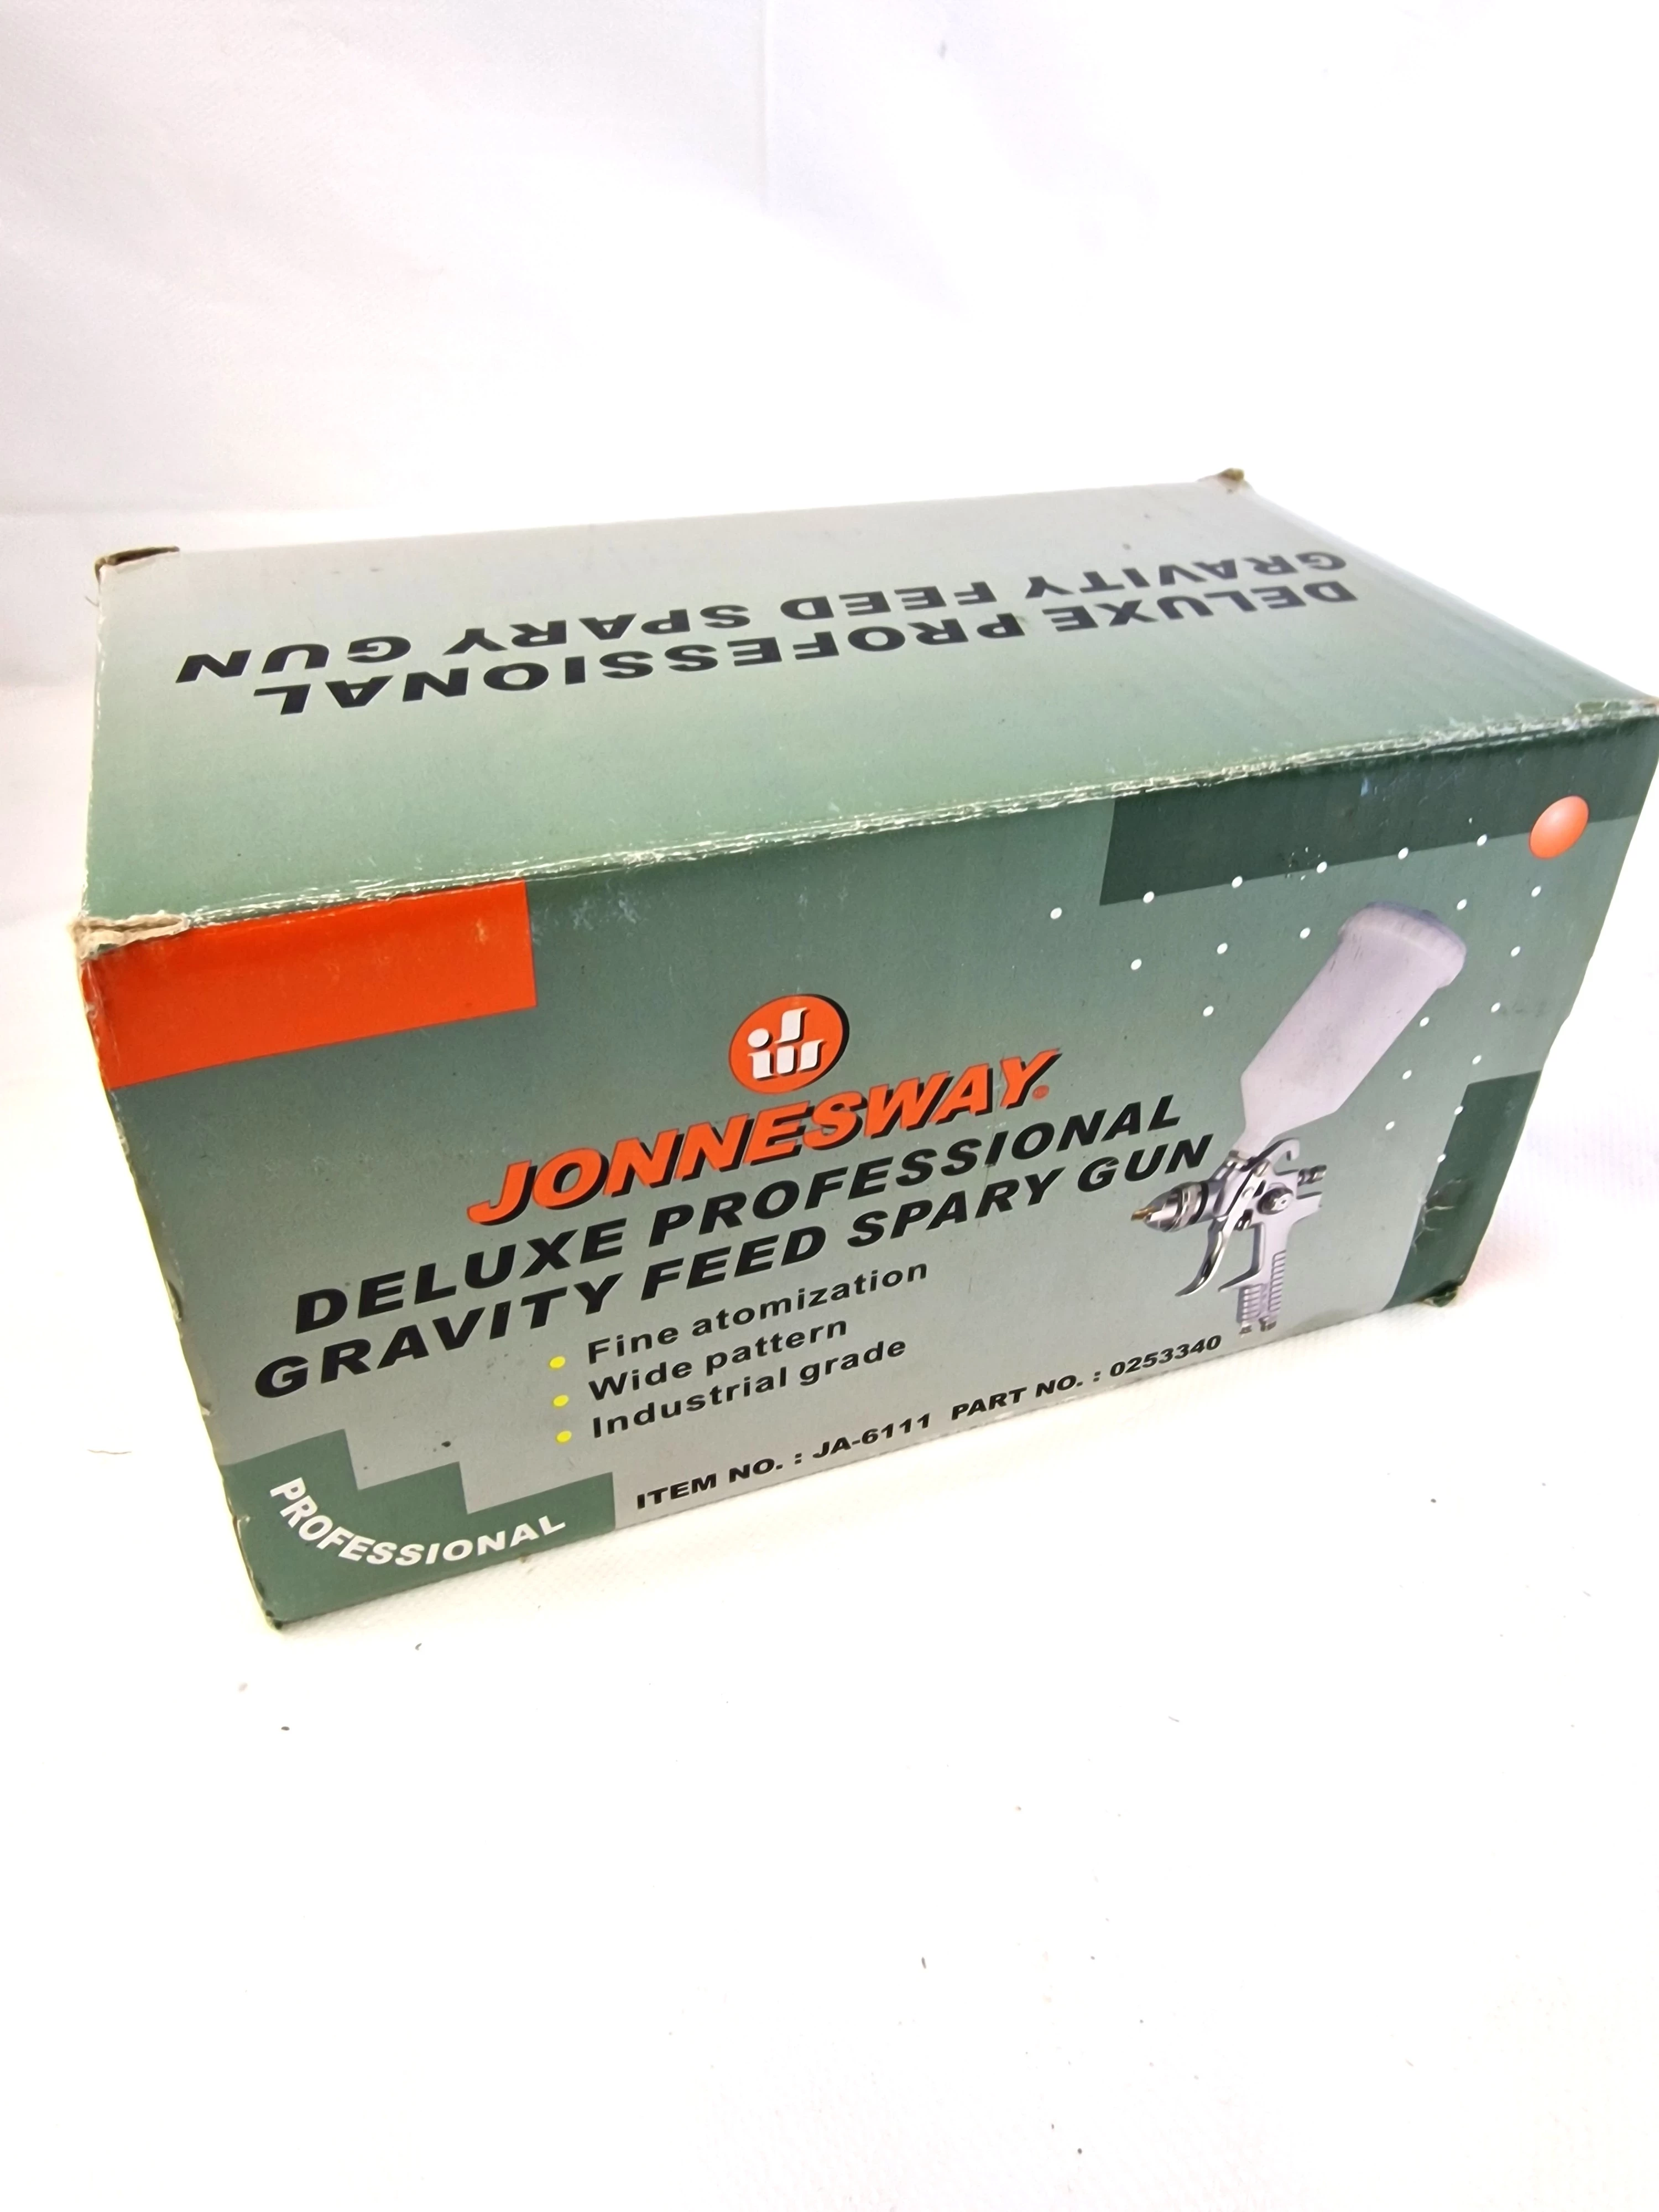 DELUXE PROFESSIONAL
GRAVITY FEED SPARY GUN
JW
JONNESWAY®
DELUXE PROFESSIONAL
GRAVITY FEED SPARY GUN
Fine atomization
Wide pattern
Industrial grade
ITEM NO. : JA-6111 PART NO. : 0253340
PROFESSIONAL